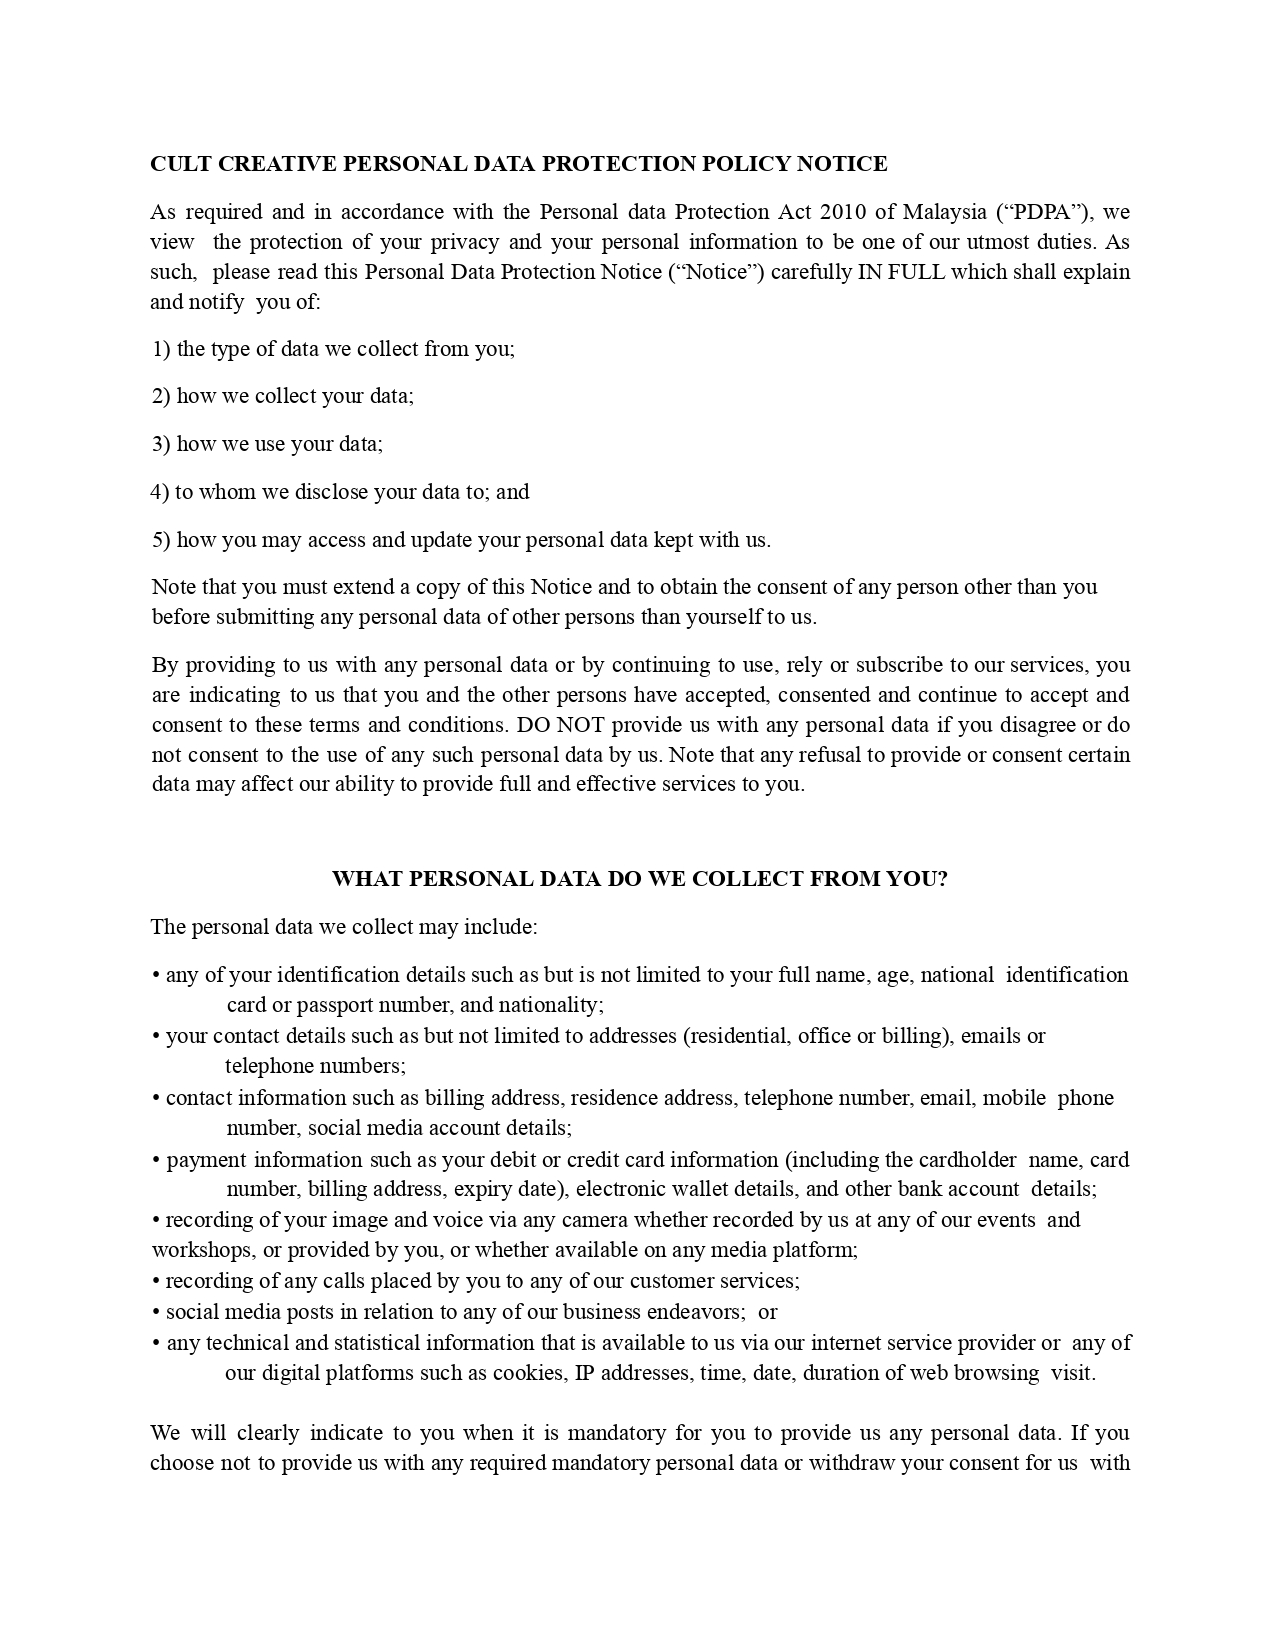 CULT CREATIVE PERSONAL DATA PROTECTION POLICY NOTICE
As required and in accordance with the Personal data Protection Act 2010 of Malaysia (“PDPA”), we
view the protection of your privacy and your personal information to be one of our utmost duties. As
such, please read this Personal Data Protection Notice (“Notice”) carefully IN FULL which shall explain
and notify you of:
1) the type of data we collect from you;
2) how we collect your data;
3) how we use your data;
4) to whom we disclose your data to; and
5) how you may access and update your personal data kept with us.
Note that you must extend a copy of this Notice and to obtain the consent of any person other than you
before submitting any personal data of other persons than yourself to us.
By providing to us with any personal data or by continuing to use, rely or subscribe to our services, you
are indicating to us that you and the other persons have accepted, consented and continue to accept and
consent to these terms and conditions. DO NOT provide us with any personal data if you disagree or do
not consent to the use of any such personal data by us. Note that any refusal to provide or consent certain
data may affect our ability to provide full and effective services to you.
WHAT PERSONAL DATA DO WE COLLECT FROM YOU?
The personal data we collect may include:
• any of your identification details such as but is not limited to your full name, age, national identification
card or passport number, and nationality;
• your contact details such as but not limited to addresses (residential, office or billing), emails or
telephone numbers;
• contact information such as billing address, residence address, telephone number, email, mobile phone
number, social media account details;
• payment information such as your debit or credit card information (including the cardholder name, card
number, billing address, expiry date), electronic wallet details, and other bank account details;
• recording of your image and voice via any camera whether recorded by us at any of our events and
workshops, or provided by you, or whether available on any media platform;
• recording of any calls placed by you to any of our customer services;
• social media posts in relation to any of our business endeavors; or
• any technical and statistical information that is available to us via our internet service provider or any of
our digital platforms such as cookies, IP addresses, time, date, duration of web browsing visit.
We will clearly indicate to you when it is mandatory for you to provide us any personal data. If you
choose not to provide us with any required mandatory personal data or withdraw your consent for us with